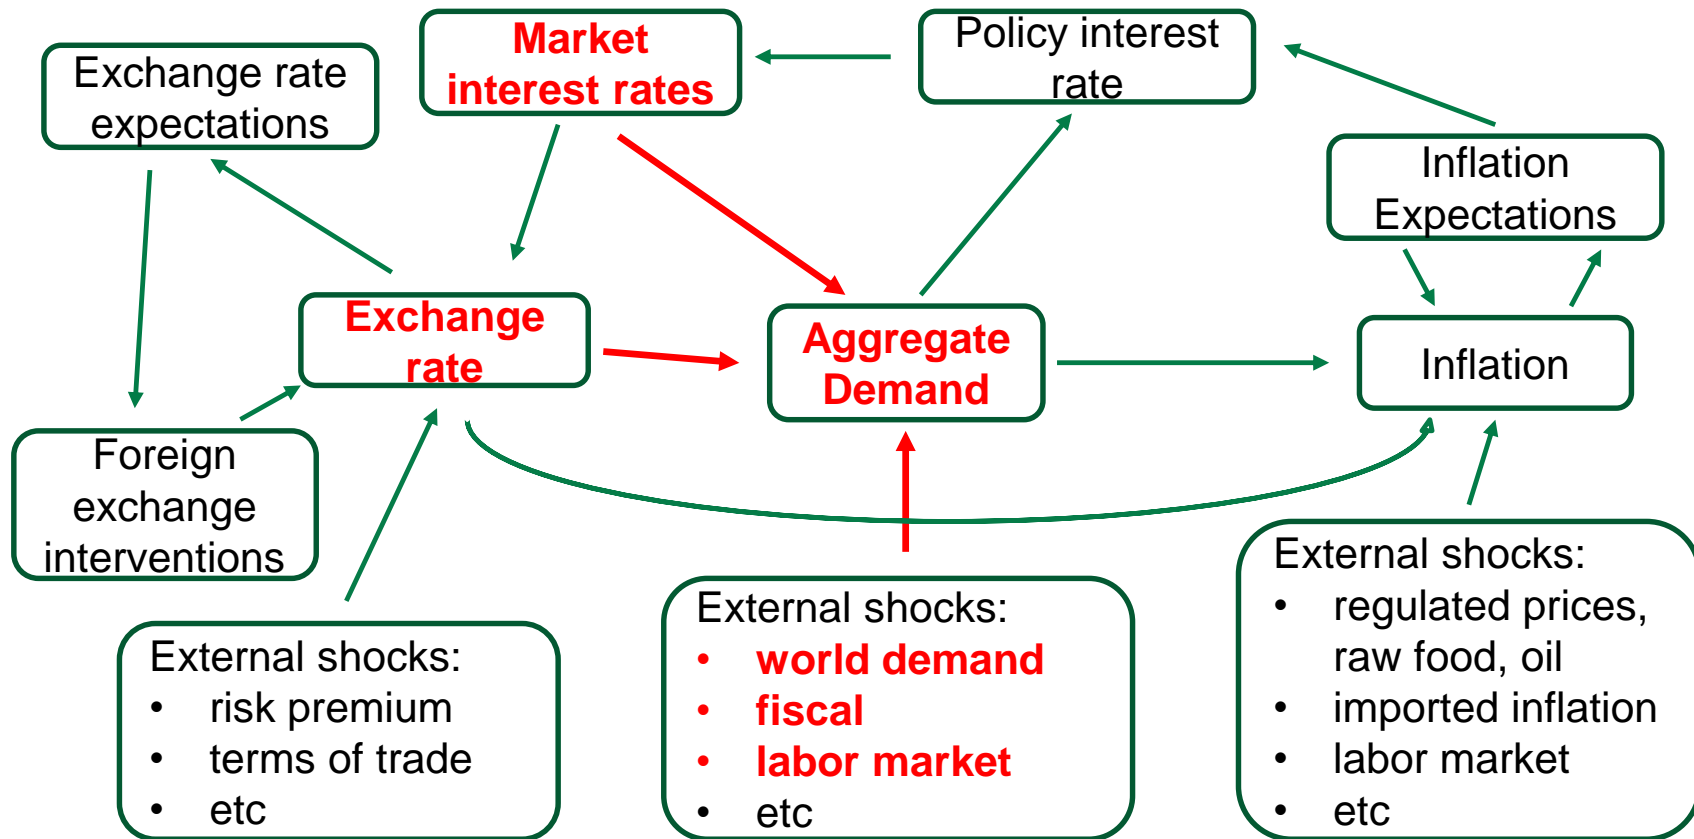 Market
interest rates
Policy interest
rate
Exchange rate
expectations
Inflation
Expectations
Exchange
rate
Aggregate
Demand
Inflation
Foreign
exchange
interventions
External shocks:
• risk premium
• terms of trade
• etc
External shocks:
• world demand
• fiscal
• labor market
• etc
External shocks:
• regulated prices,
raw food, oil
• imported inflation
• labor market
• etc